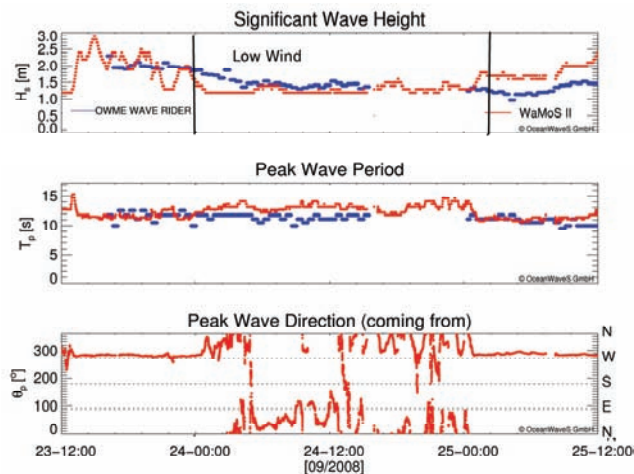 Significant Wave Height
3.0
2.5
2.0
1.5
1.0
0.5
0.0
Hs [m]
Low Wind
OWME WAVE RIDER
WaMoS II
© OceanWaveS GmbH
Peak Wave Period
15
10
5
0
Tp [s]
© OceanWaveS GmbH
Peak Wave Direction (coming from)
300
200
100
0
θp [°]
N
W
S
E
N
© OceanWaveS GmbH
23-12:00 24-00:00 24-12:00 25-00:00 25-12:00
[09/2008]